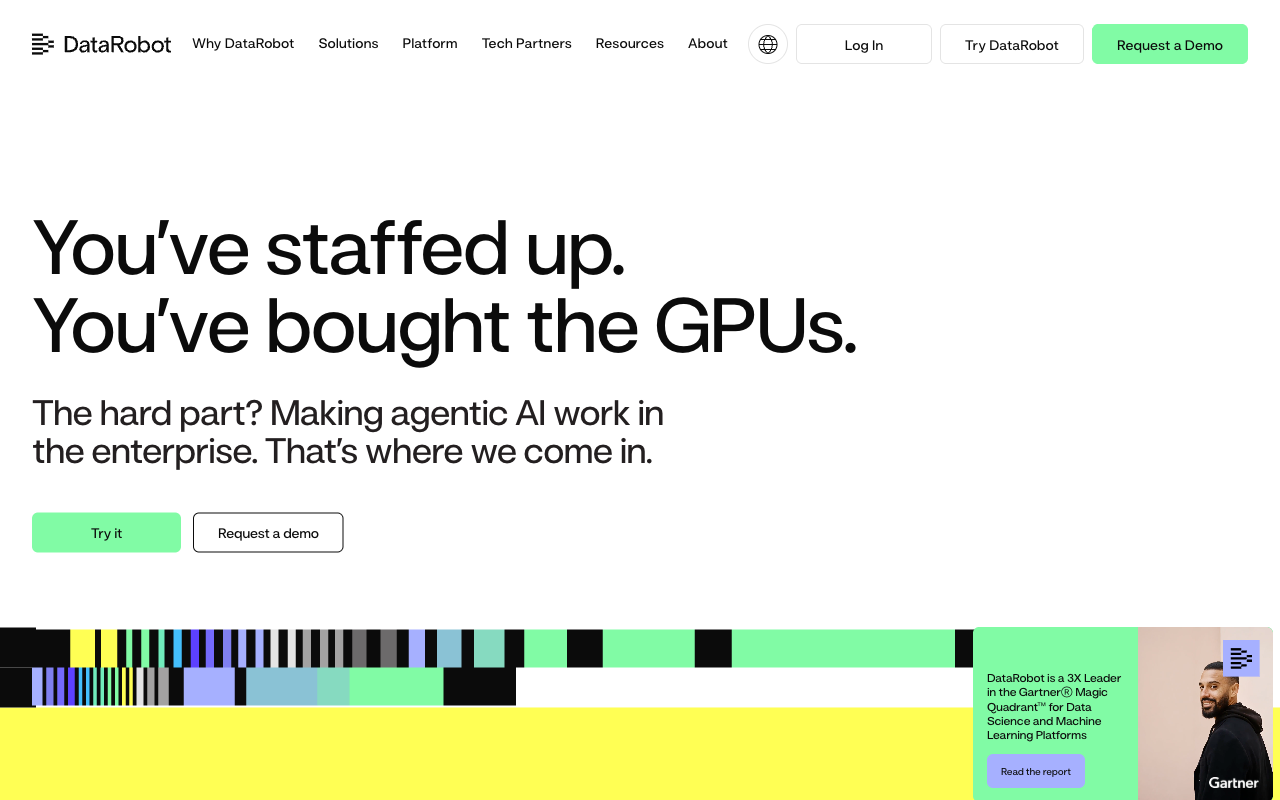 DataRobot
Why DataRobot
Solutions
Platform
Tech Partners
Resources
About
Log In
Try DataRobot
Request a Demo
You've staffed up.
You've bought the GPUs.
The hard part? Making agentic AI work in
the enterprise. That's where we come in.
Try it
Request a demo
DataRobot is a 3X Leader
in the Gartner® Magic
Quadrant™ for Data
Science and Machine
Learning Platforms
Read the report
Gartner